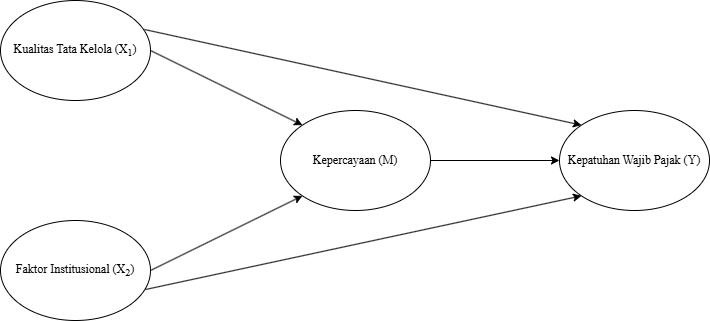 Kualitas Tata Kelola (X₁)
Kepercayaan (M)
Kepatuhan Wajib Pajak (Y)
Faktor Institusional (X₂)